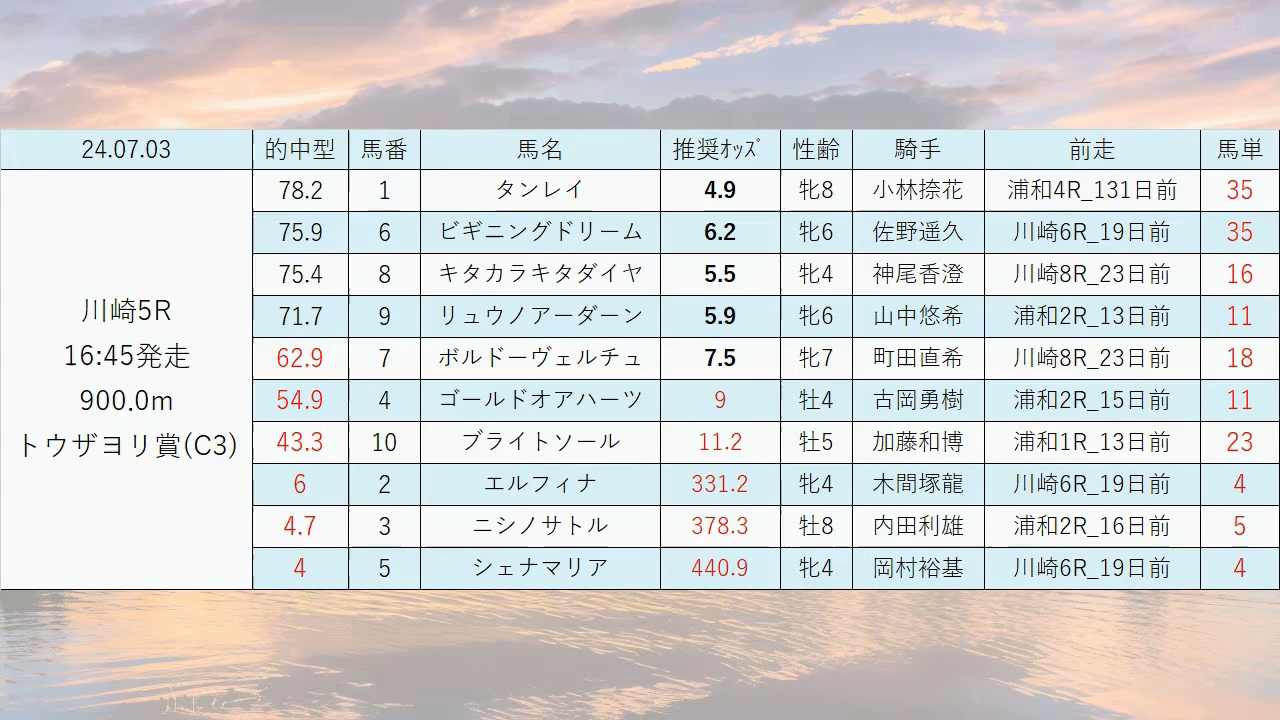 24.07.03 的中型 馬番 馬名 推奨ｵｯｽﾞ 性齢 騎手 前走 馬単
78.2 1 タンレイ 4.9 牝8 小林捺花 浦和4R_131日前 35
75.9 6 ビギニングドリーム 6.2 牝6 佐野遥久 川崎6R_19日前 35
75.4 8 キタカラキタダイヤ 5.5 牝4 神尾香澄 川崎8R_23日前 16
71.7 9 リュウノアーダーン 5.9 牝6 山中悠希 浦和2R_13日前 11
62.9 7 ボルドーヴェルチュ 7.5 牝7 町田直希 川崎8R_23日前 18
54.9 4 ゴールドオアハーツ 9 牡4 古岡勇樹 浦和2R_15日前 11
43.3 10 ブライトソール 11.2 牡5 加藤和博 浦和1R_13日前 23
6 2 エルフィナ 331.2 牝4 木間塚龍 川崎6R_19日前 4
4.7 3 ニシノサトル 378.3 牡8 内田利雄 浦和2R_16日前 5
4 5 シェナマリア 440.9 牝4 岡村裕基 川崎6R_19日前 4
川崎5R
16:45発走
900.0m
トウザヨリ賞(C3)